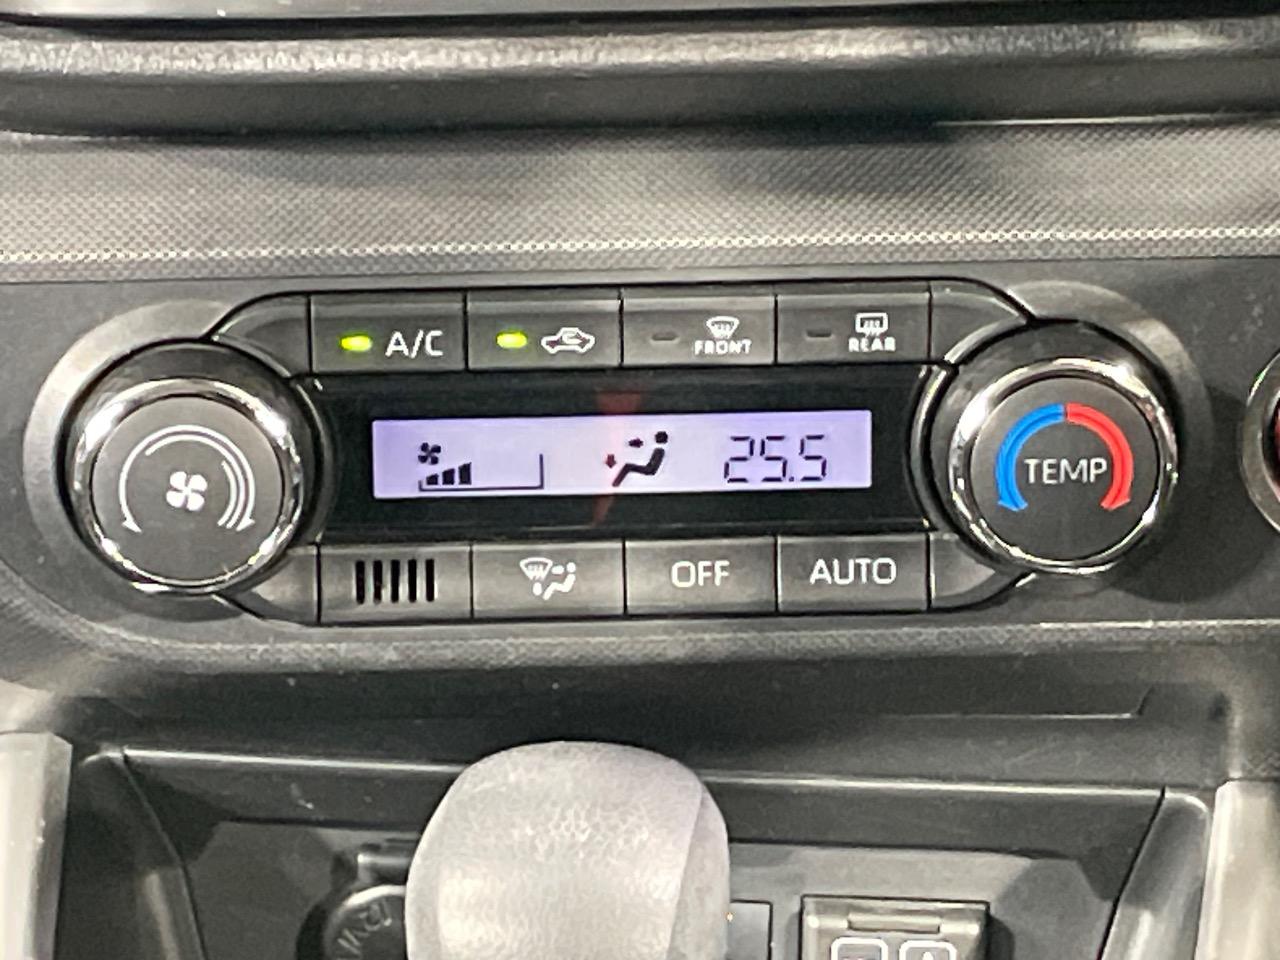 A/C
FRONT
REAR
25.5
TEMP
OFF
AUTO